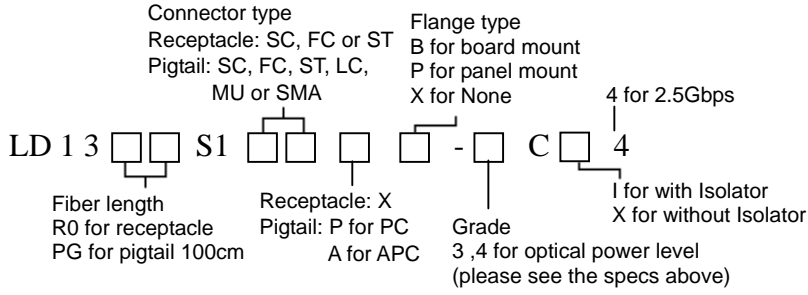 Connector type
Receptacle: SC, FC or ST
Pigtail: SC, FC, ST, LC,
MU or SMA
Flange type
B for board mount
P for panel mount
X for None
4 for 2.5Gbps
LD 1 3 □□ S1 □□ □ □ - □ C □ 4
Fiber length
R0 for receptacle
PG for pigtail 100cm
Receptacle: X
Pigtail: P for PC
A for APC
Grade
3 ,4 for optical power level
(please see the specs above)
I for with Isolator
X for without Isolator